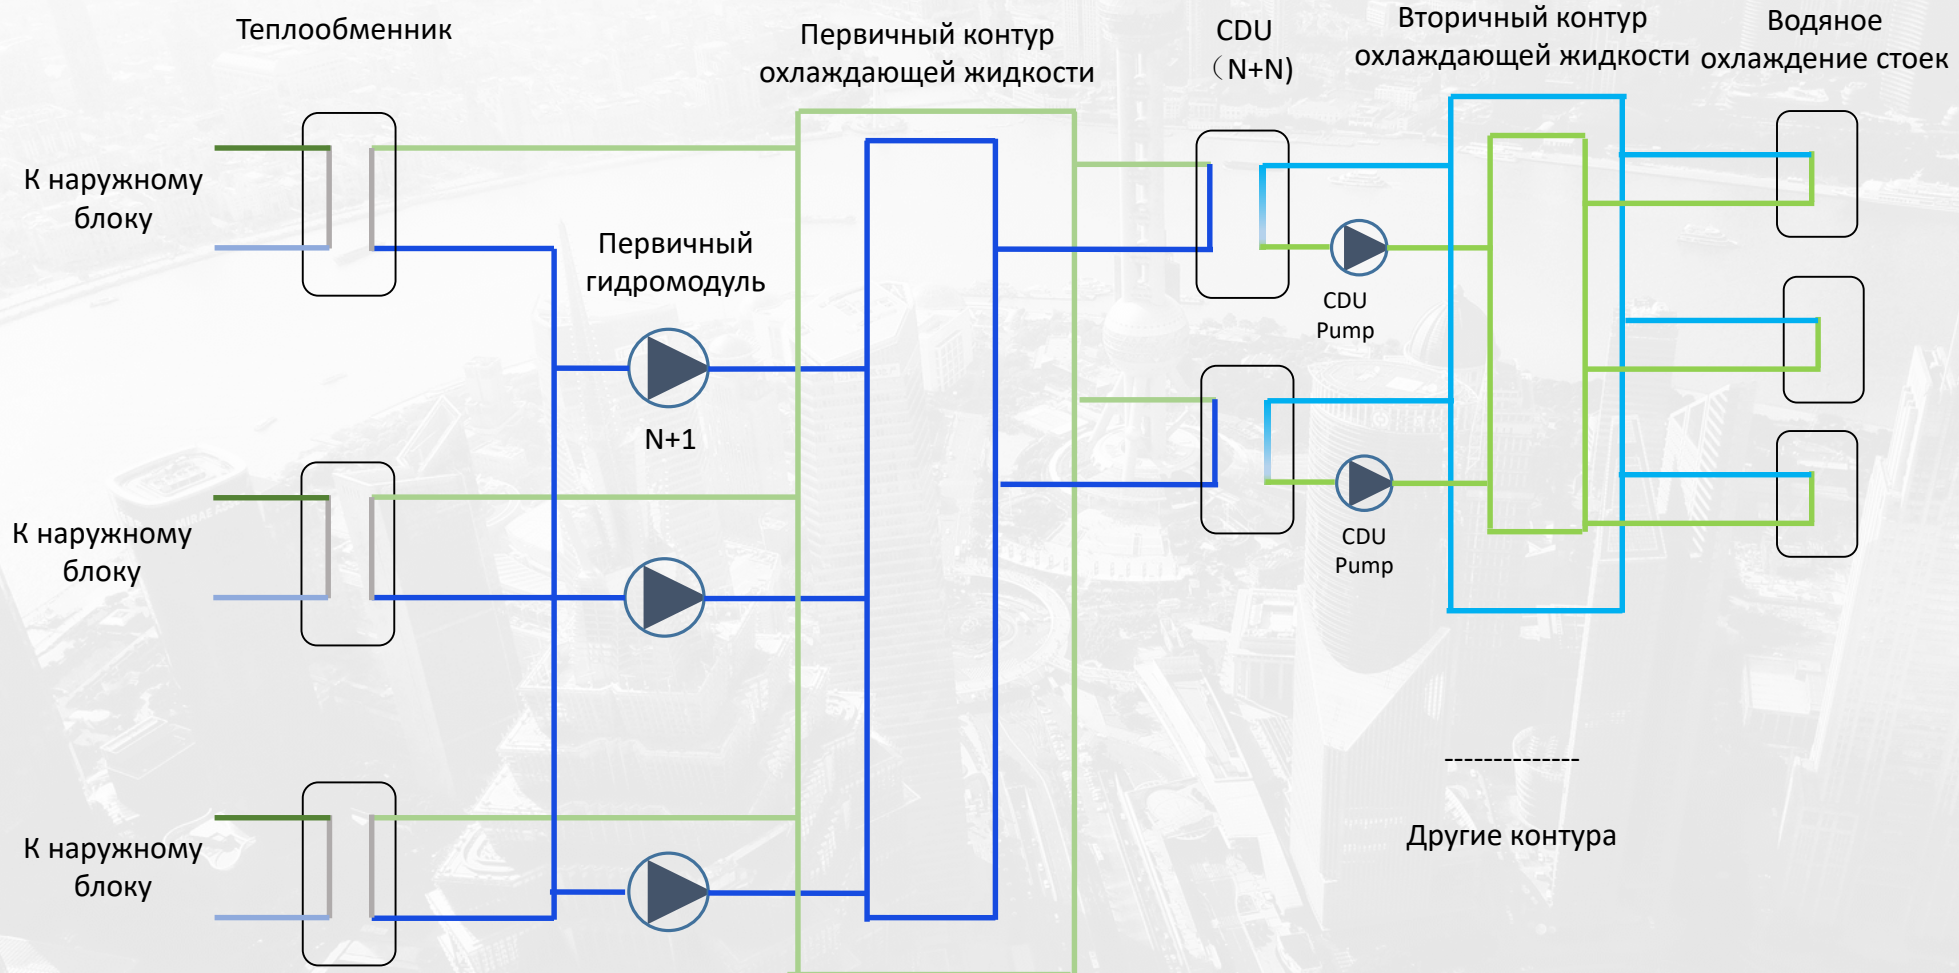 Теплообменник
Первичный контур
охлаждающей жидкости
CDU
（N+N)
Вторичный контур
охлаждающей жидкости
Водяное
охлаждение стоек
К наружному
блоку
Первичный
гидромодуль
N+1
CDU
Pump
К наружному
блоку
CDU
Pump
--------------
Другие контура
К наружному
блоку